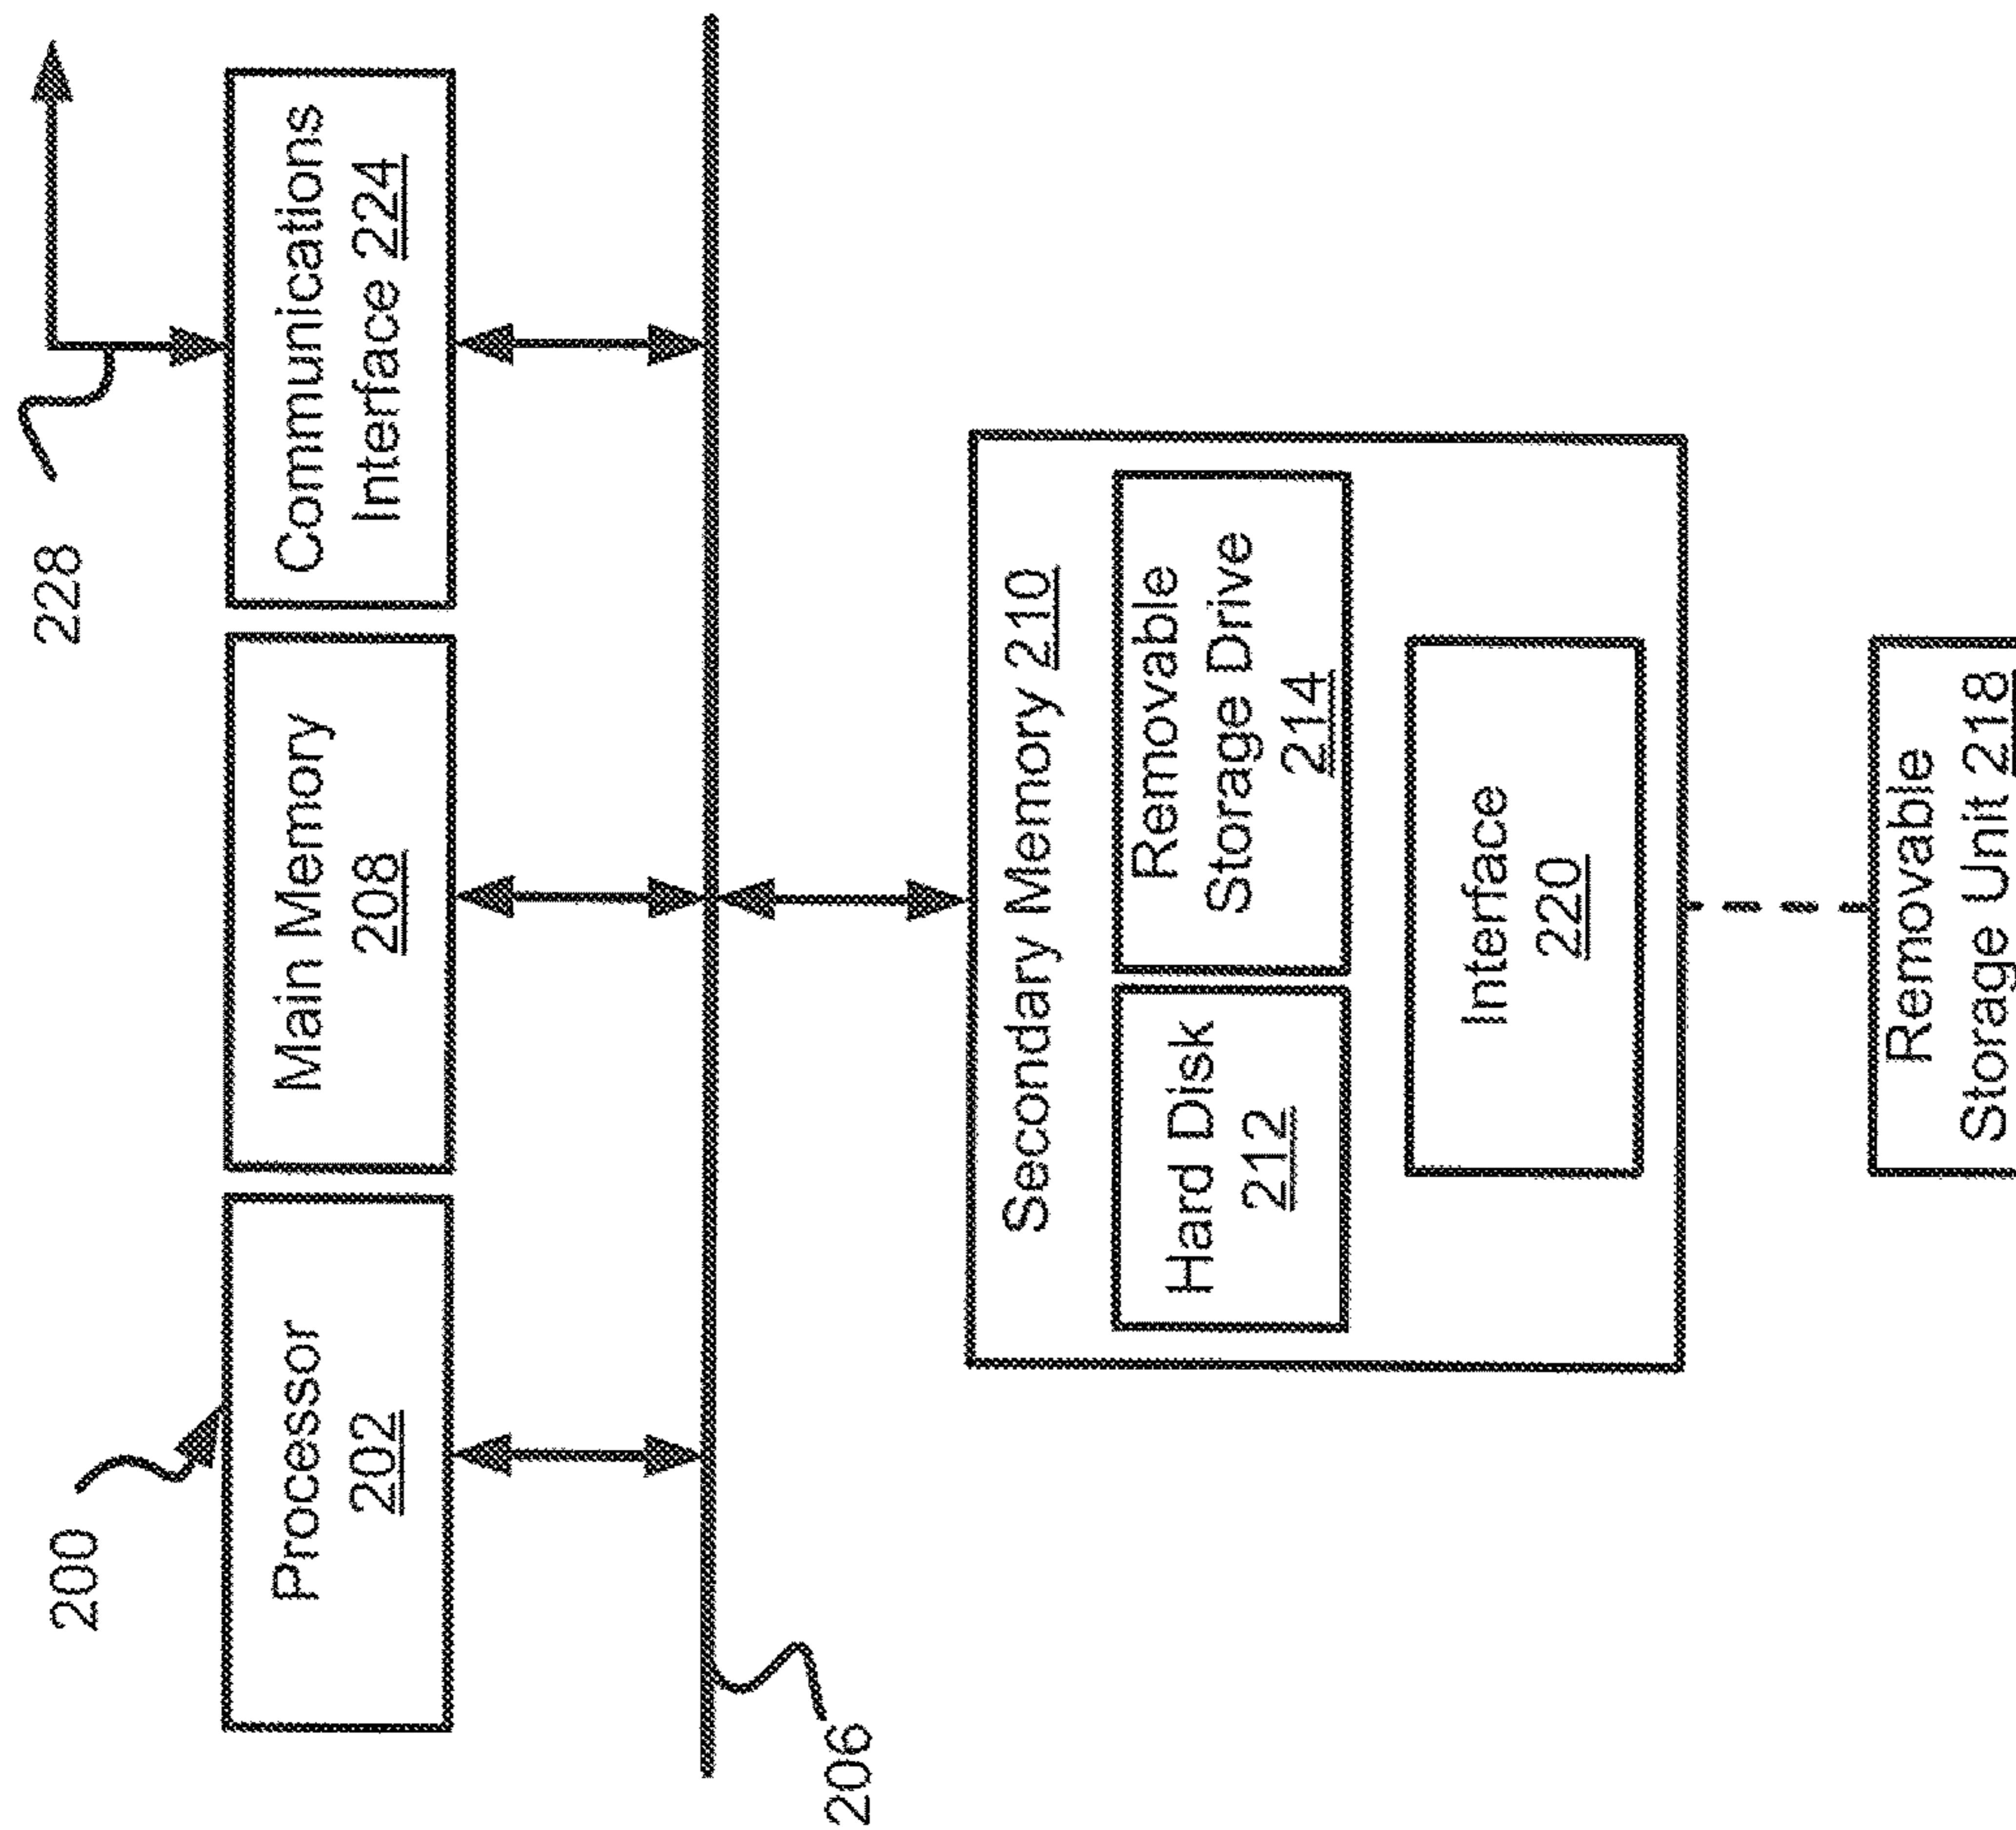 228
200
Communications
Interface 224
Main Memory
208
Processor
202
206
Secondary Memory 210
Removable
Storage Drive
214
Hard Disk
212
Interface
220
Removable
Storage Unit 218